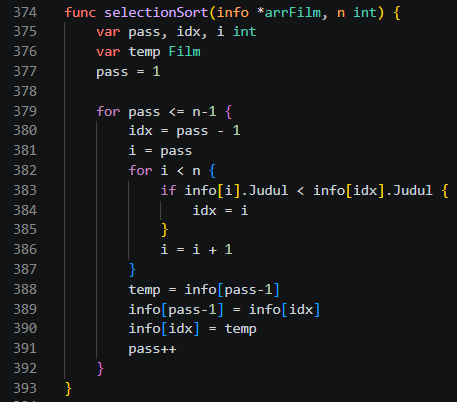 374 func selectionSort(info *arrFilm, n int) {
375     var pass, idx, i int
376     var temp Film
377     pass = 1
378
379     for pass <= n-1 {
380         idx = pass - 1
381         i = pass
382         for i < n {
383             if info[i].Judul < info[idx].Judul {
384                 idx = i
385             }
386             i = i + 1
387         }
388         temp = info[pass-1]
389         info[pass-1] = info[idx]
390         info[idx] = temp
391         pass++
392     }
393 }